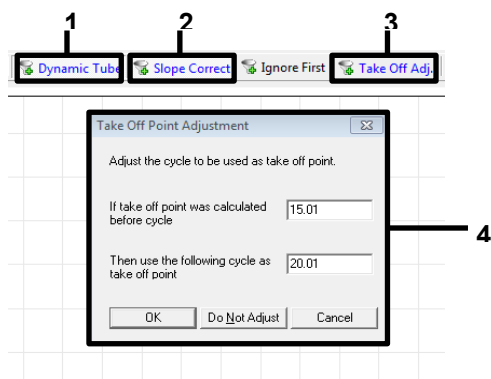 1 2 3
Dynamic Tube Slope Correct Ignore First Take Off Adj.
Take Off Point Adjustment
Adjust the cycle to be used as take off point.
If take off point was calculated
before cycle
15.01
Then use the following cycle as
take off point
20.01
OK Do Not Adjust Cancel
4